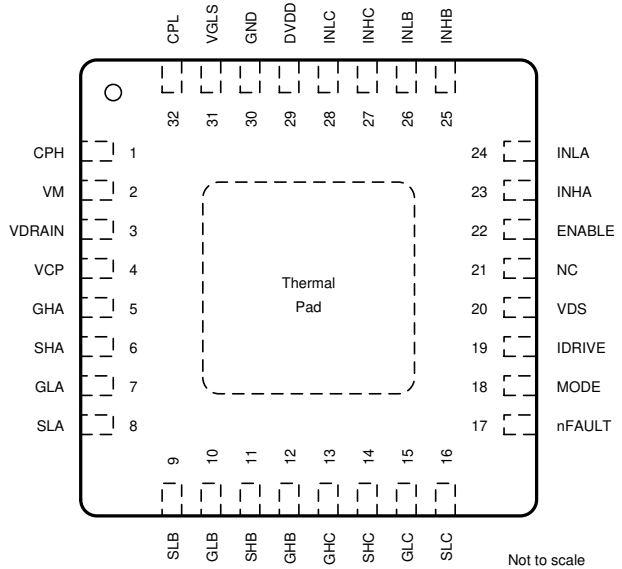 CPL
VGLS
GND
DVDD
INLC
INHC
INLB
INHB
32
31
30
29
28
27
26
25
CPH 1
VM 2
VDRAIN 3
VCP 4
GHA 5
SHA 6
GLA 7
SLA 8
Thermal
Pad
24 INLA
23 INHA
22 ENABLE
21 NC
20 VDS
19 IDRIVE
18 MODE
17 nFAULT
9
10
11
12
13
14
15
16
SLB
GLB
SHB
GHB
GHC
SHC
GLC
SLC
Not to scale